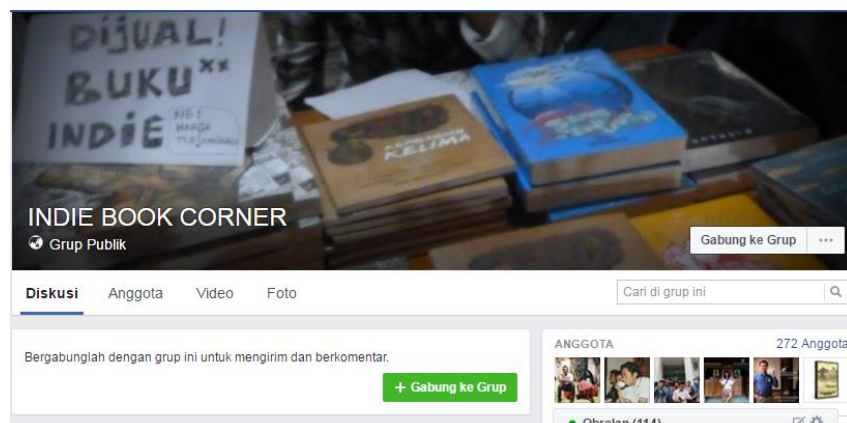 DiJUAL!
BUKU**
INDiE
KELIMA
INDIE BOOK CORNER
Grup Publik
Gabung ke Grup
Diskusi Anggota Video Foto
Cari di grup ini
Bergabunglah dengan grup ini untuk mengirim dan berkomentar.
+ Gabung ke Grup
ANGGOTA 272 Anggota
Obrolan (114)